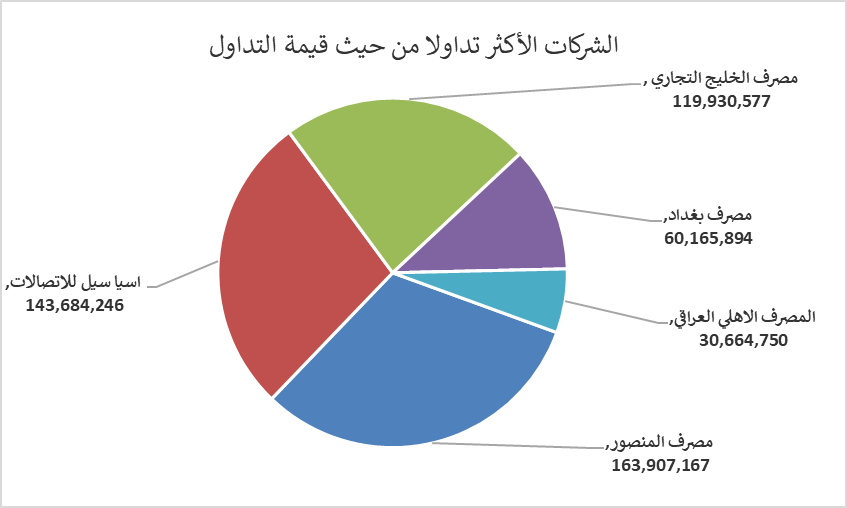 الشركات الأكثر تداولا من حيث قيمة التداول
مصرف الخليج التجاري ,
119,930,577
مصرف بغداد,
60,165,894
اسيا سيل للاتصالات,
143,684,246
المصرف الاهلي العراقي,
30,664,750
مصرف المنصور,
163,907,167